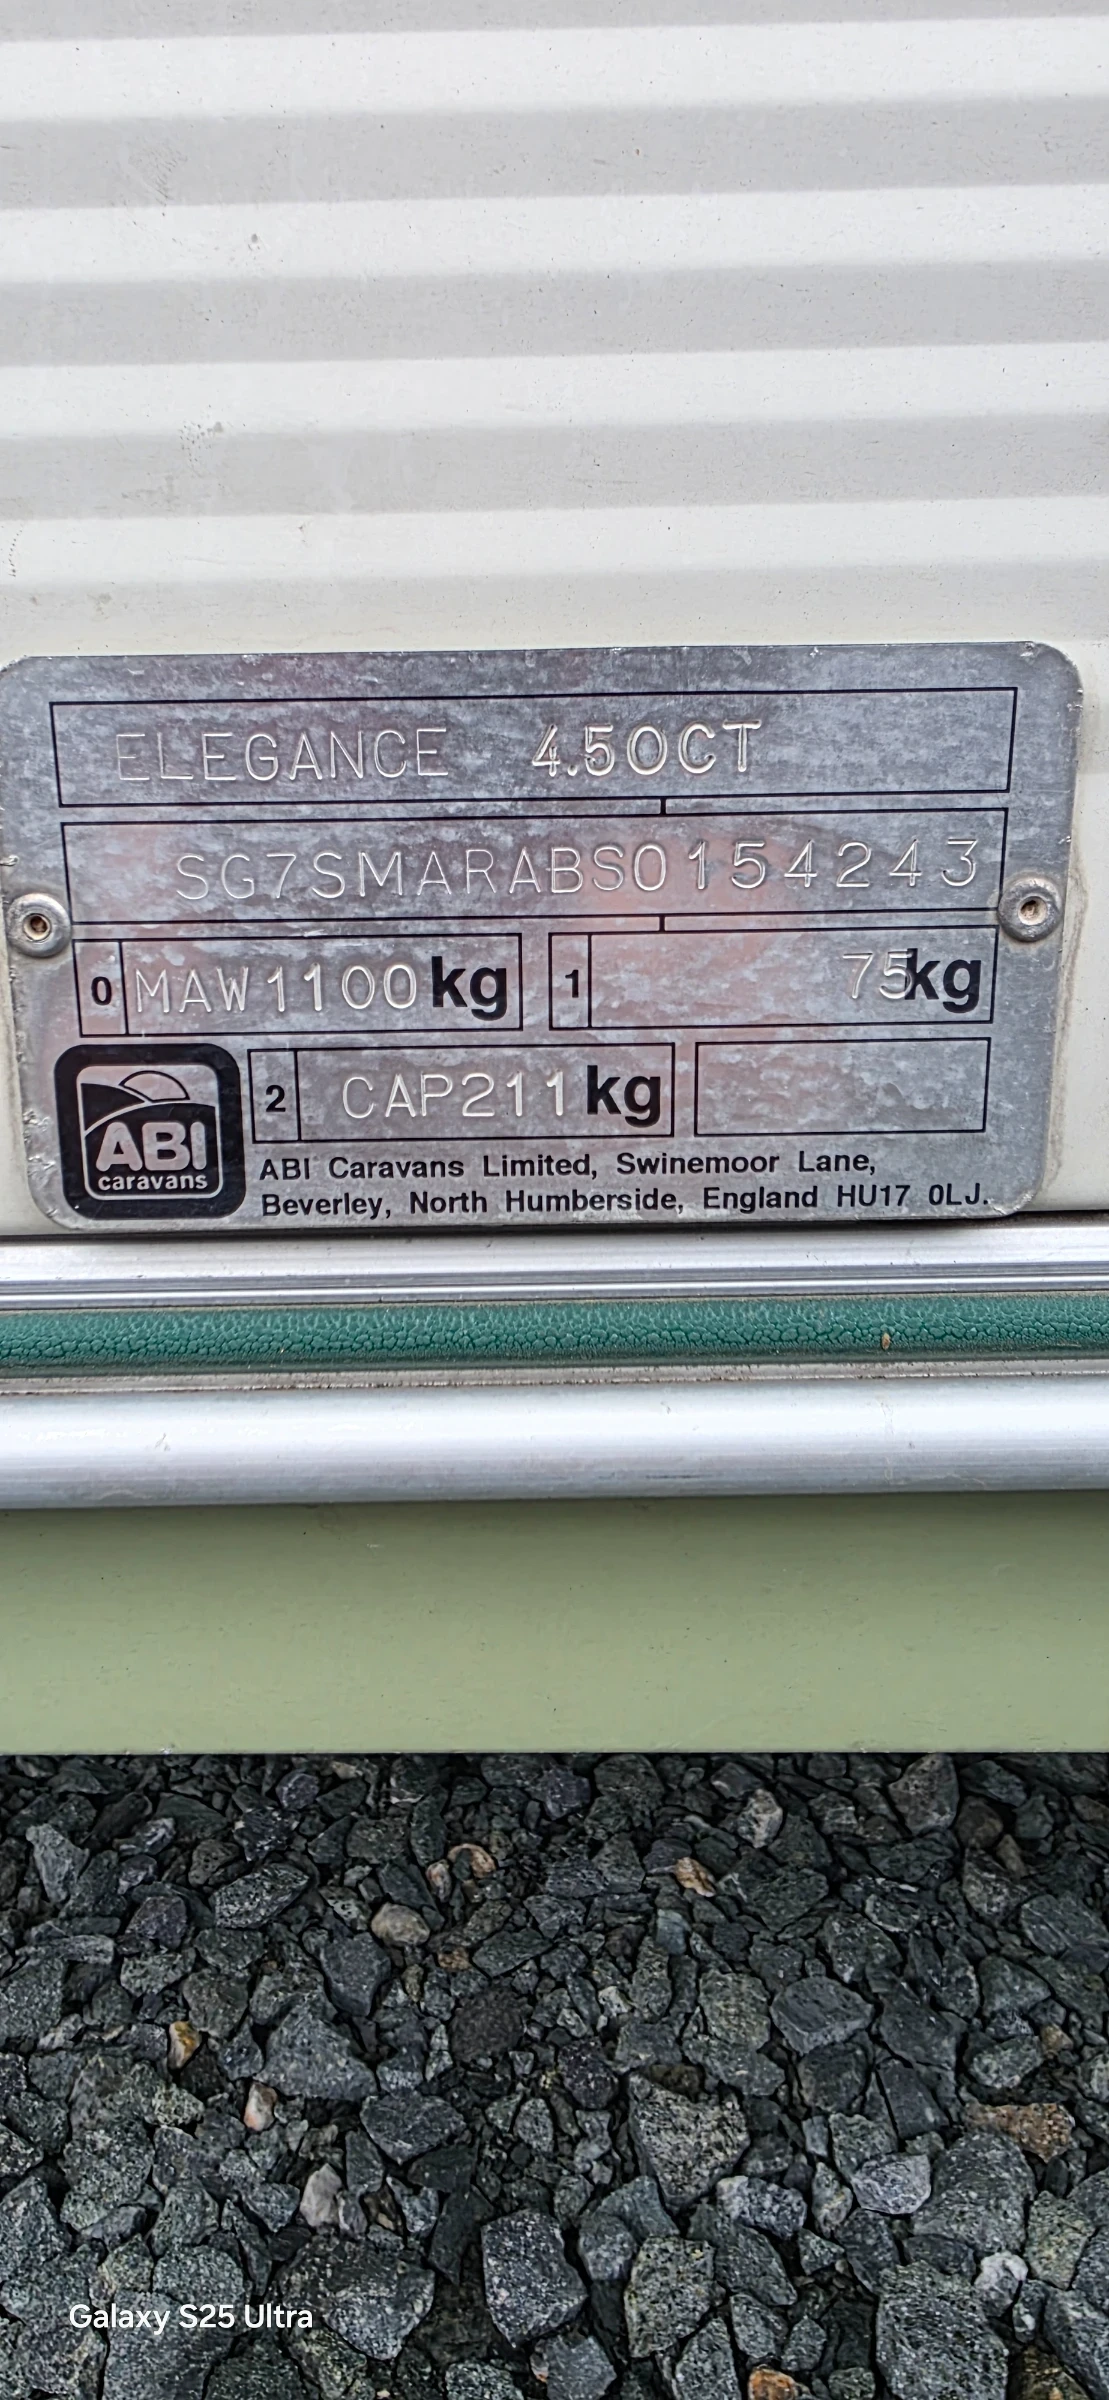 ELEGANCE 4.50CT
SG7SMARABS0154243
0 MAW1100kg 1 75kg
2 CAP211kg
ABI
caravans
ABI Caravans Limited, Swinemoor Lane,
Beverley, North Humberside, England HU17 0LJ.
Galaxy S25 Ultra